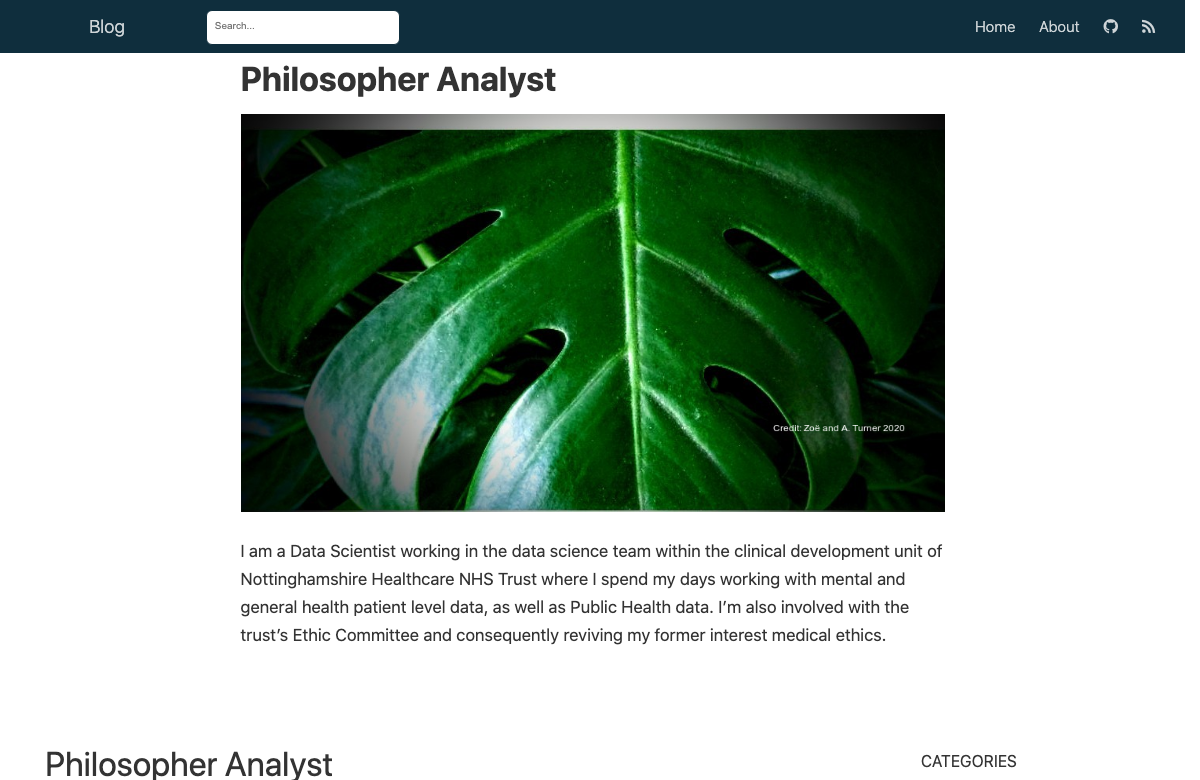 Blog
Search...
Home
About
Philosopher Analyst
Credit: Zoë and A. Turner 2020
I am a Data Scientist working in the data science team within the clinical development unit of
Nottinghamshire Healthcare NHS Trust where I spend my days working with mental and
general health patient level data, as well as Public Health data. I’m also involved with the
trust’s Ethic Committee and consequently reviving my former interest medical ethics.
Philosopher Analyst
CATEGORIES